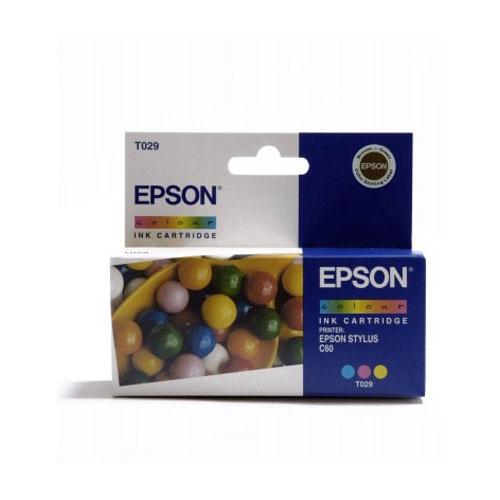 T029
EPSON
EPSON®
colour
INK CARTRIDGE
EPSON®
colour
INK CARTRIDGE
PRINTER:
EPSON STYLUS
C60
T029